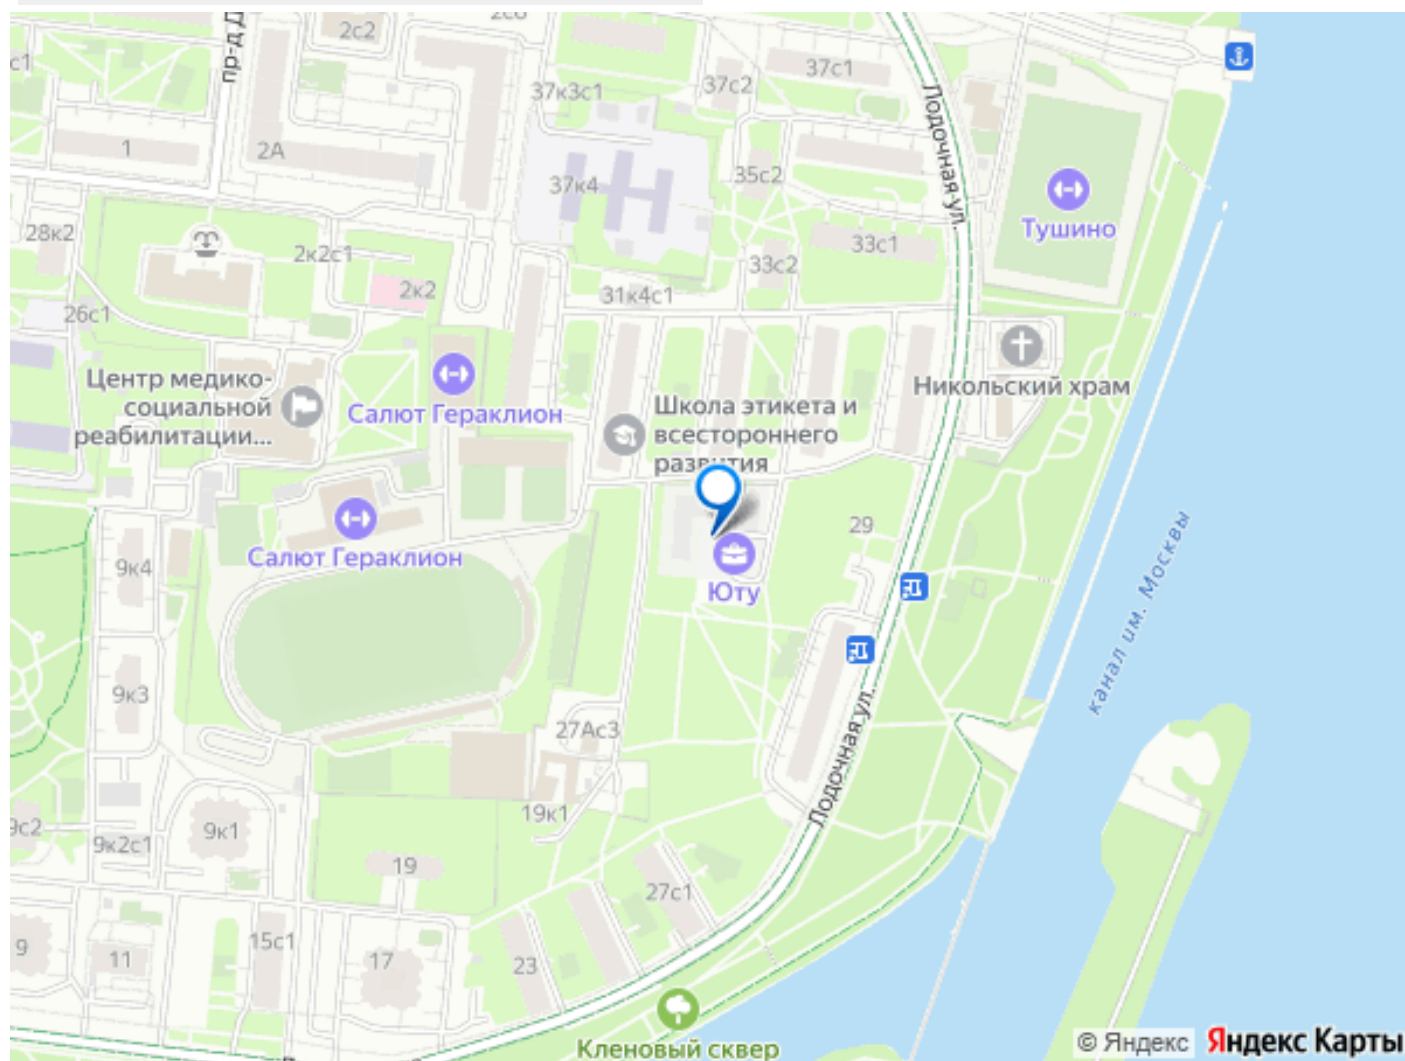 2с2
пр-д Д
37с1
37с2
37к3с1
1
2А
37к4
35с2
Лодочная ул.
Тушино
28к2
2к2с1
33с1
33с2
2к2
31к4с1
26с1
Никольский храм
Центр медико-
социальной
реабилитации...
Салют Гераклион
Школа этикета и
всестороннего
развития
29
Салют Гераклион
9к4
Юту
канал им. Москвы
9к3
27Ас3
Лодочная ул.
19к1
9с2
9к1
9к2с1
19
27с1
15с1
9
11
17
23
Кленовый сквер
© Яндекс Яндекс Карты